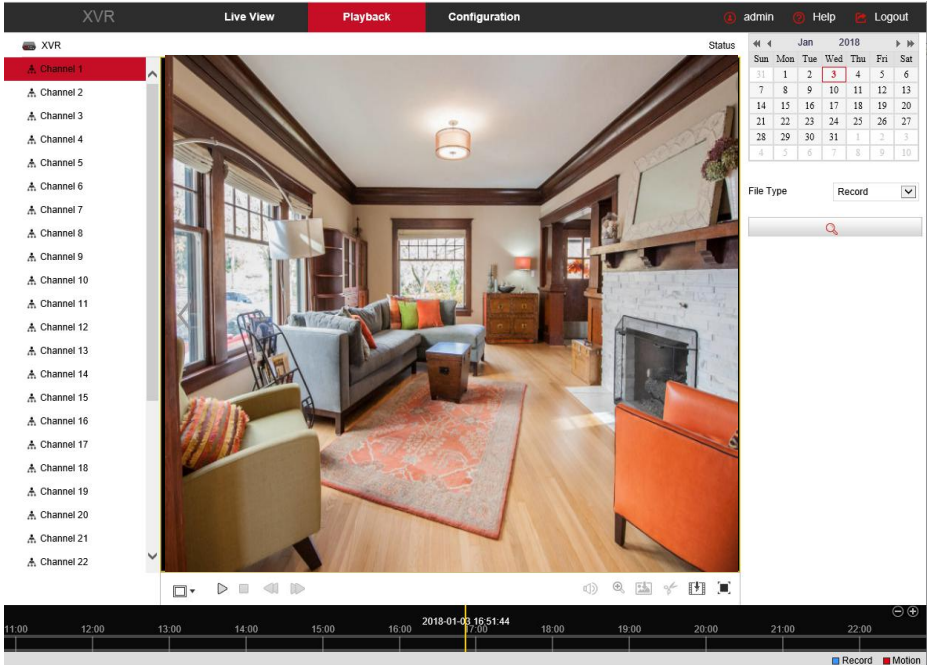 XVR Live View Playback Configuration admin Help Logout
XVR Status
Channel 1
Channel 2
Channel 3
Channel 4
Channel 5
Channel 6
Channel 7
Channel 8
Channel 9
Channel 10
Channel 11
Channel 12
Channel 13
Channel 14
Channel 15
Channel 16
Channel 17
Channel 18
Channel 19
Channel 20
Channel 21
Channel 22
Jan 2018
Sun Mon Tue Wed Thu Fri Sat
31 1 2 3 4 5 6
7 8 9 10 11 12 13
14 15 16 17 18 19 20
21 22 23 24 25 26 27
28 29 30 31 1 2 3
4 5 6 7 8 9 10
File Type Record
2018-01-03 16:51:44
11:00 12:00 13:00 14:00 15:00 16:00 17:00 18:00 19:00 20:00 21:00 22:00
Record Motion